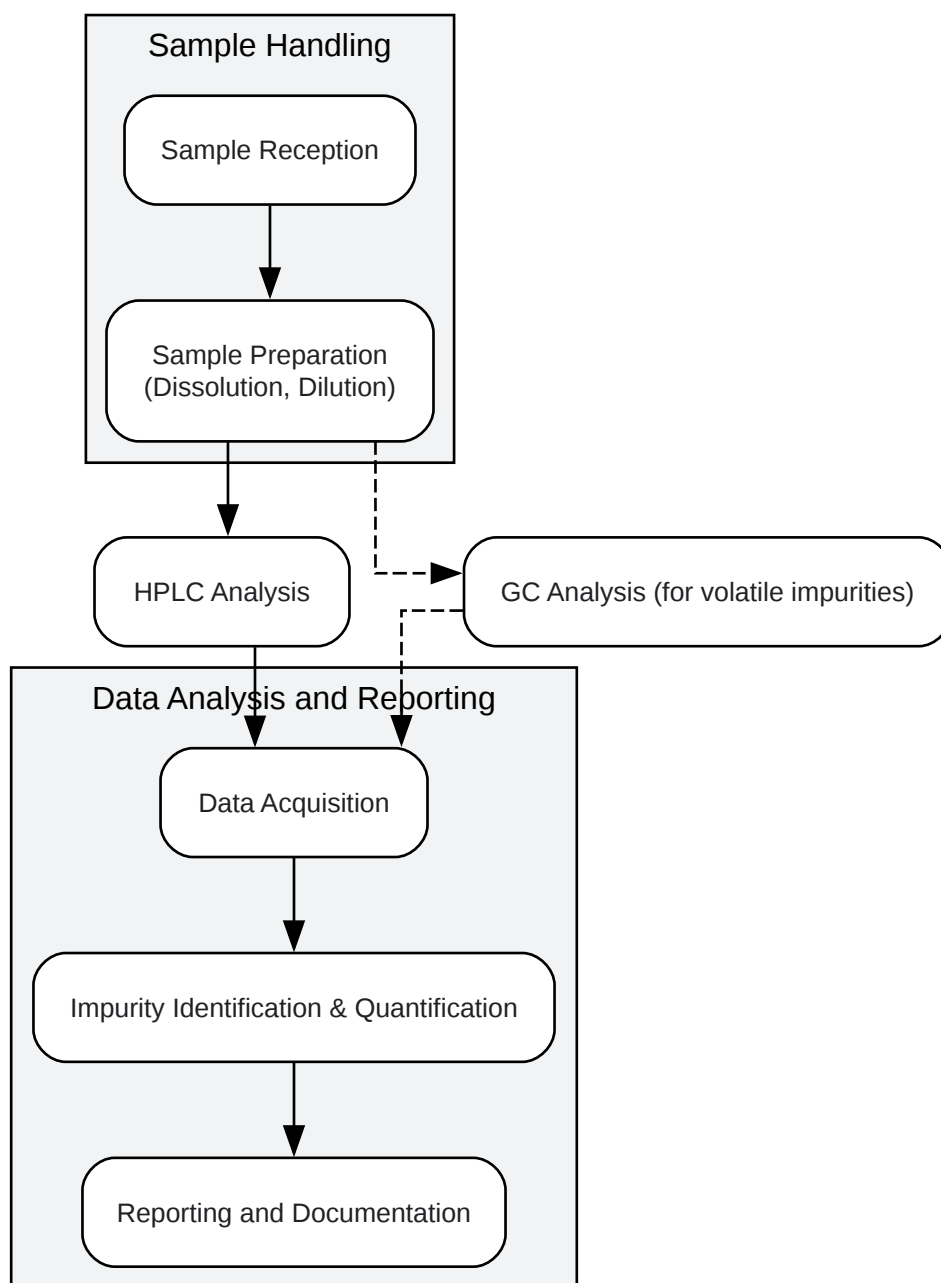 Sample Handling
Sample Reception
Sample Preparation
(Dissolution, Dilution)
HPLC Analysis
GC Analysis (for volatile impurities)
Data Analysis and Reporting
Data Acquisition
Impurity Identification & Quantification
Reporting and Documentation